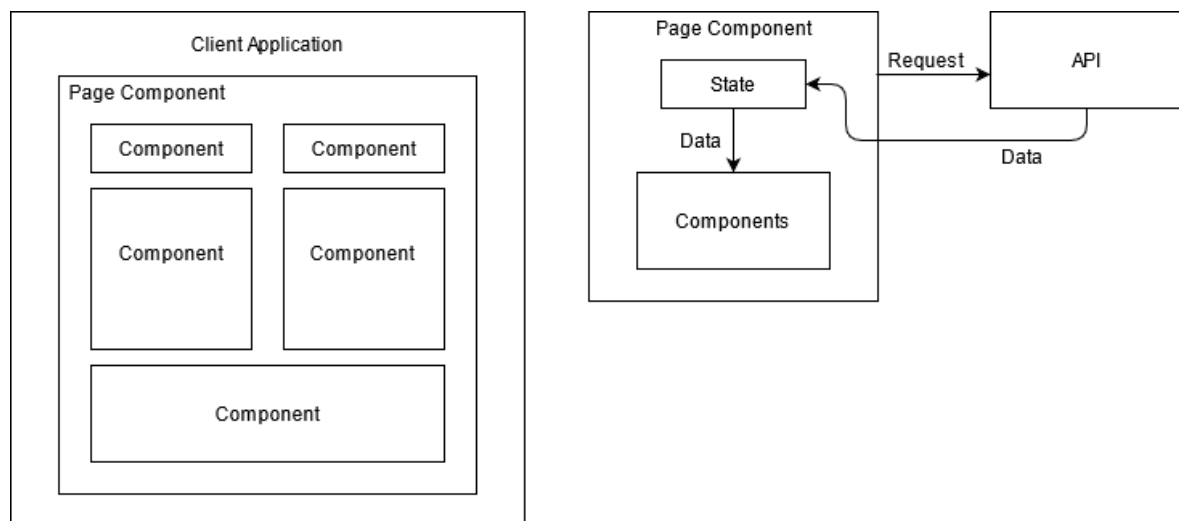 Client Application
Page Component
Component
Component
Component
Component
Component
Page Component
State
Data
Components
Request
API
Data